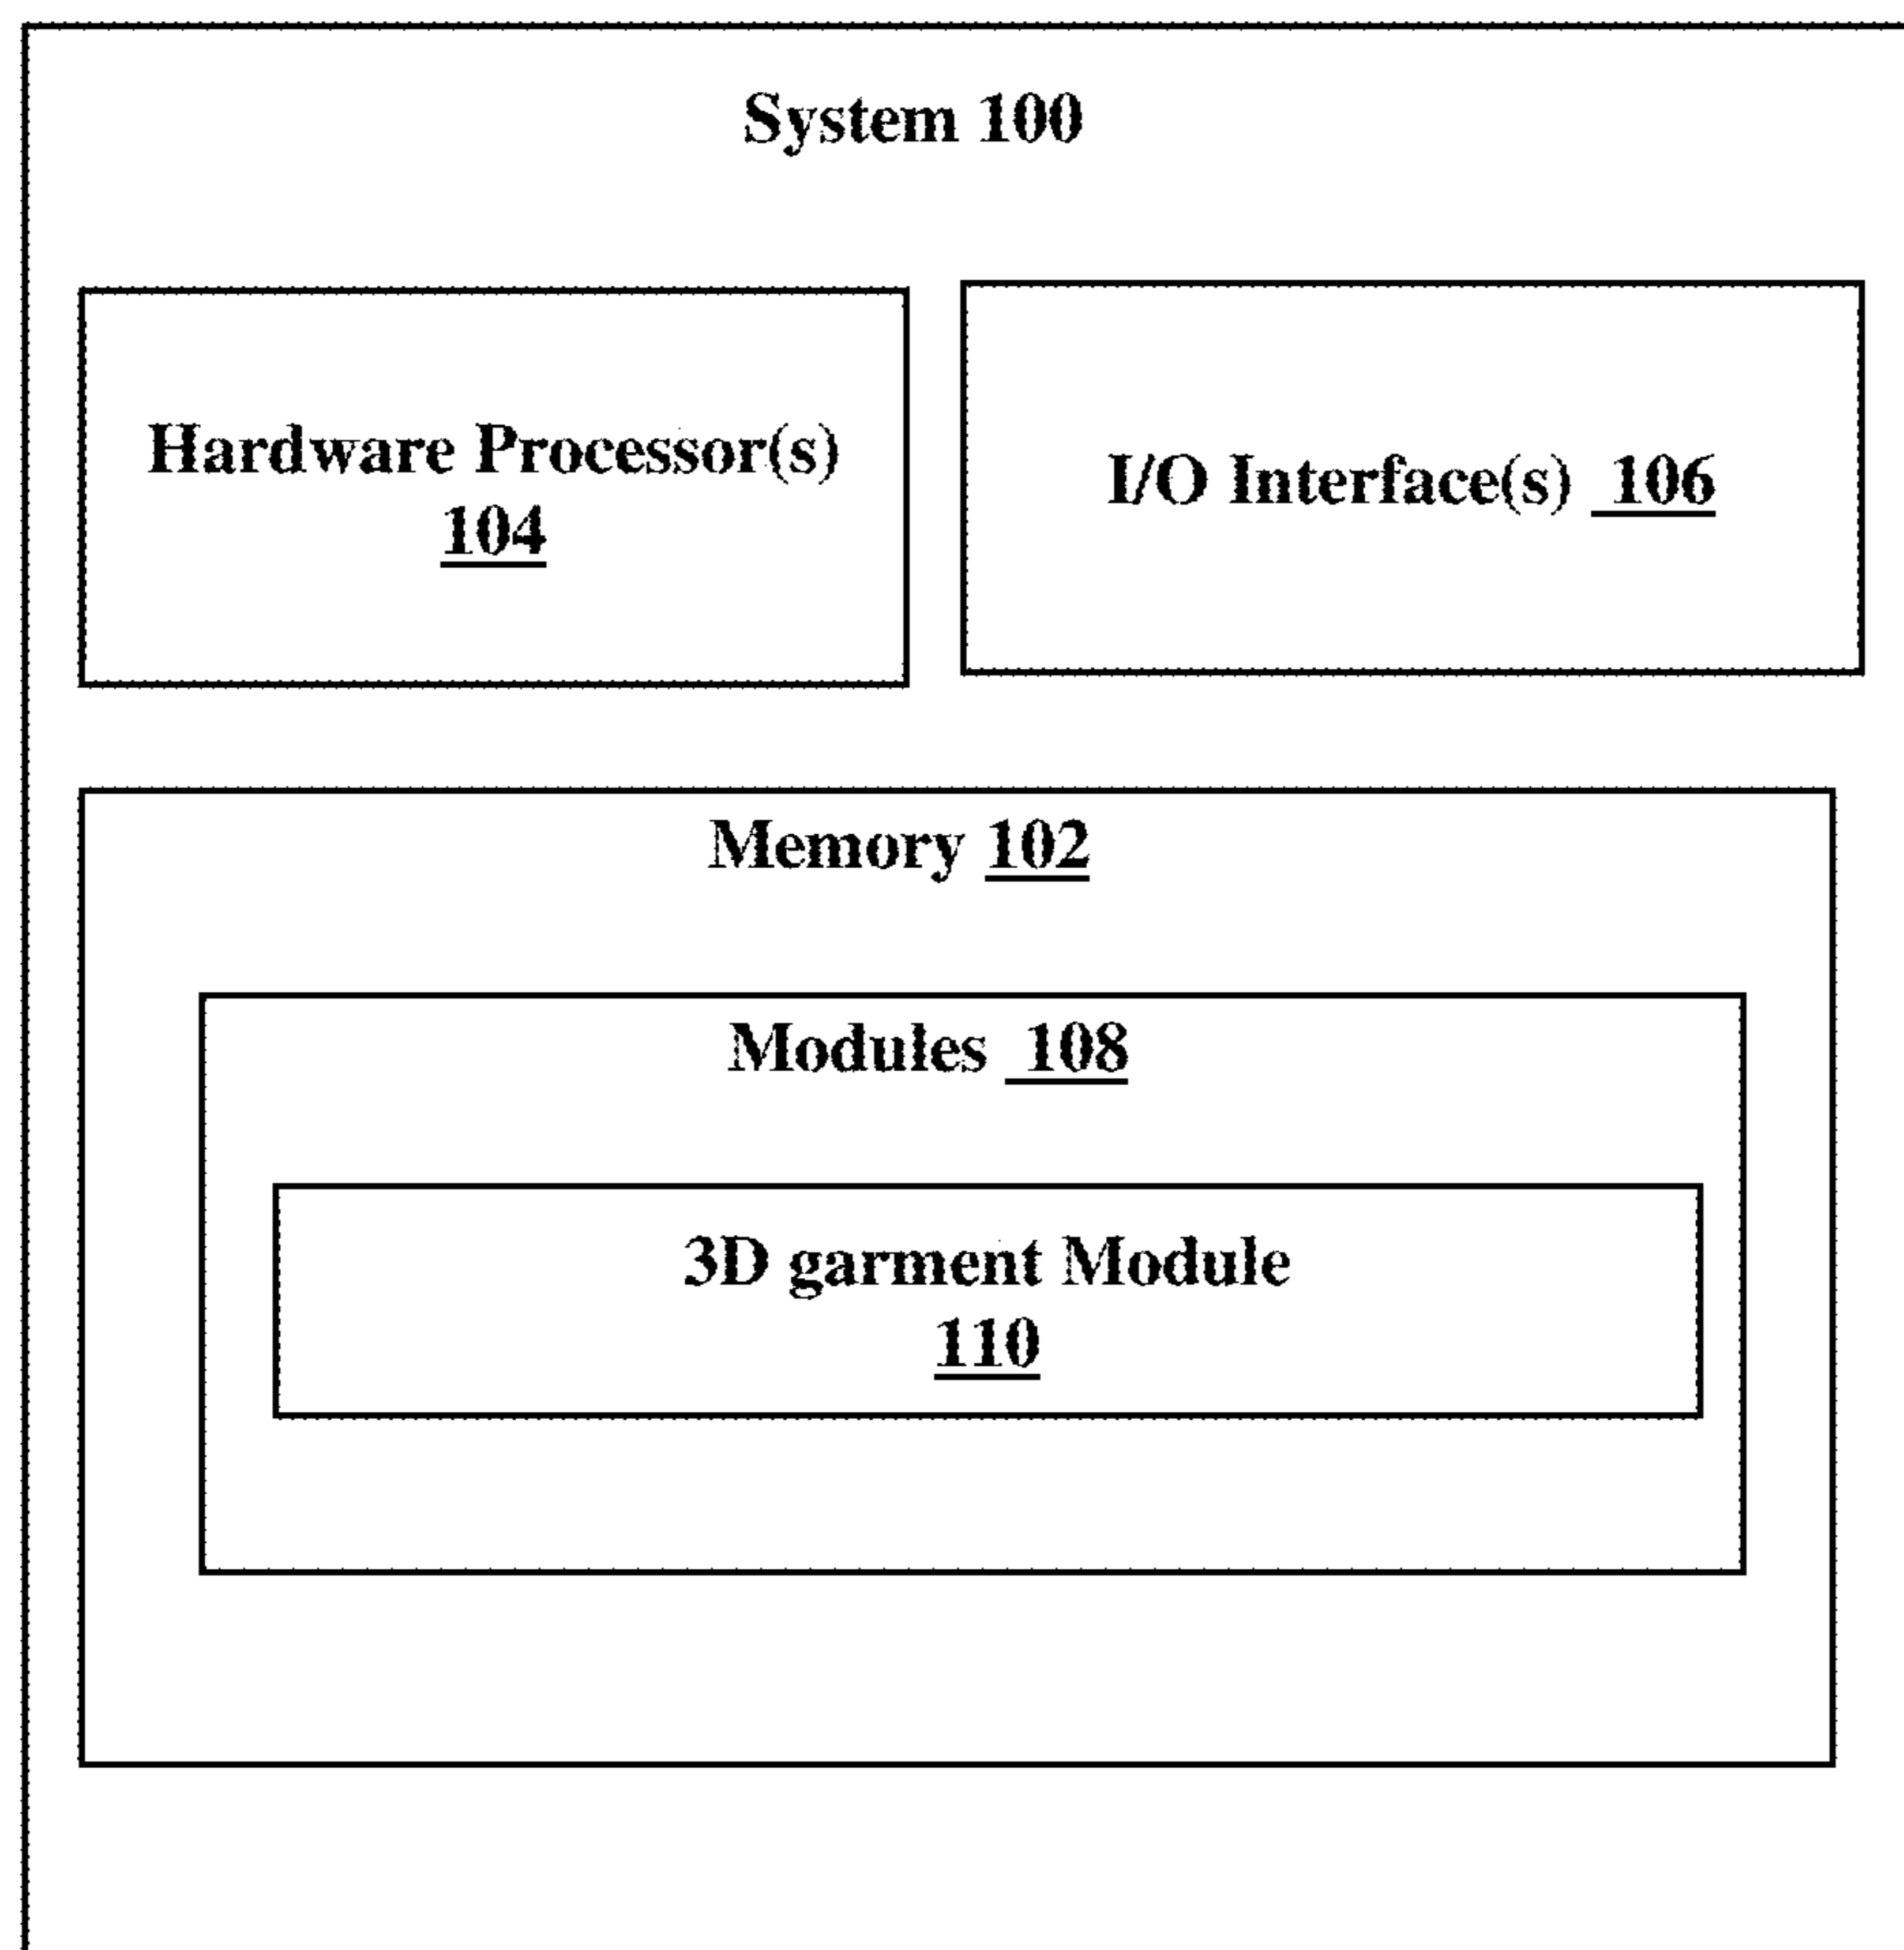 System 100
Hardware Processor(s)
104
I/O Interface(s) 106
Memory 102
Modules 108
3D garment Module
110